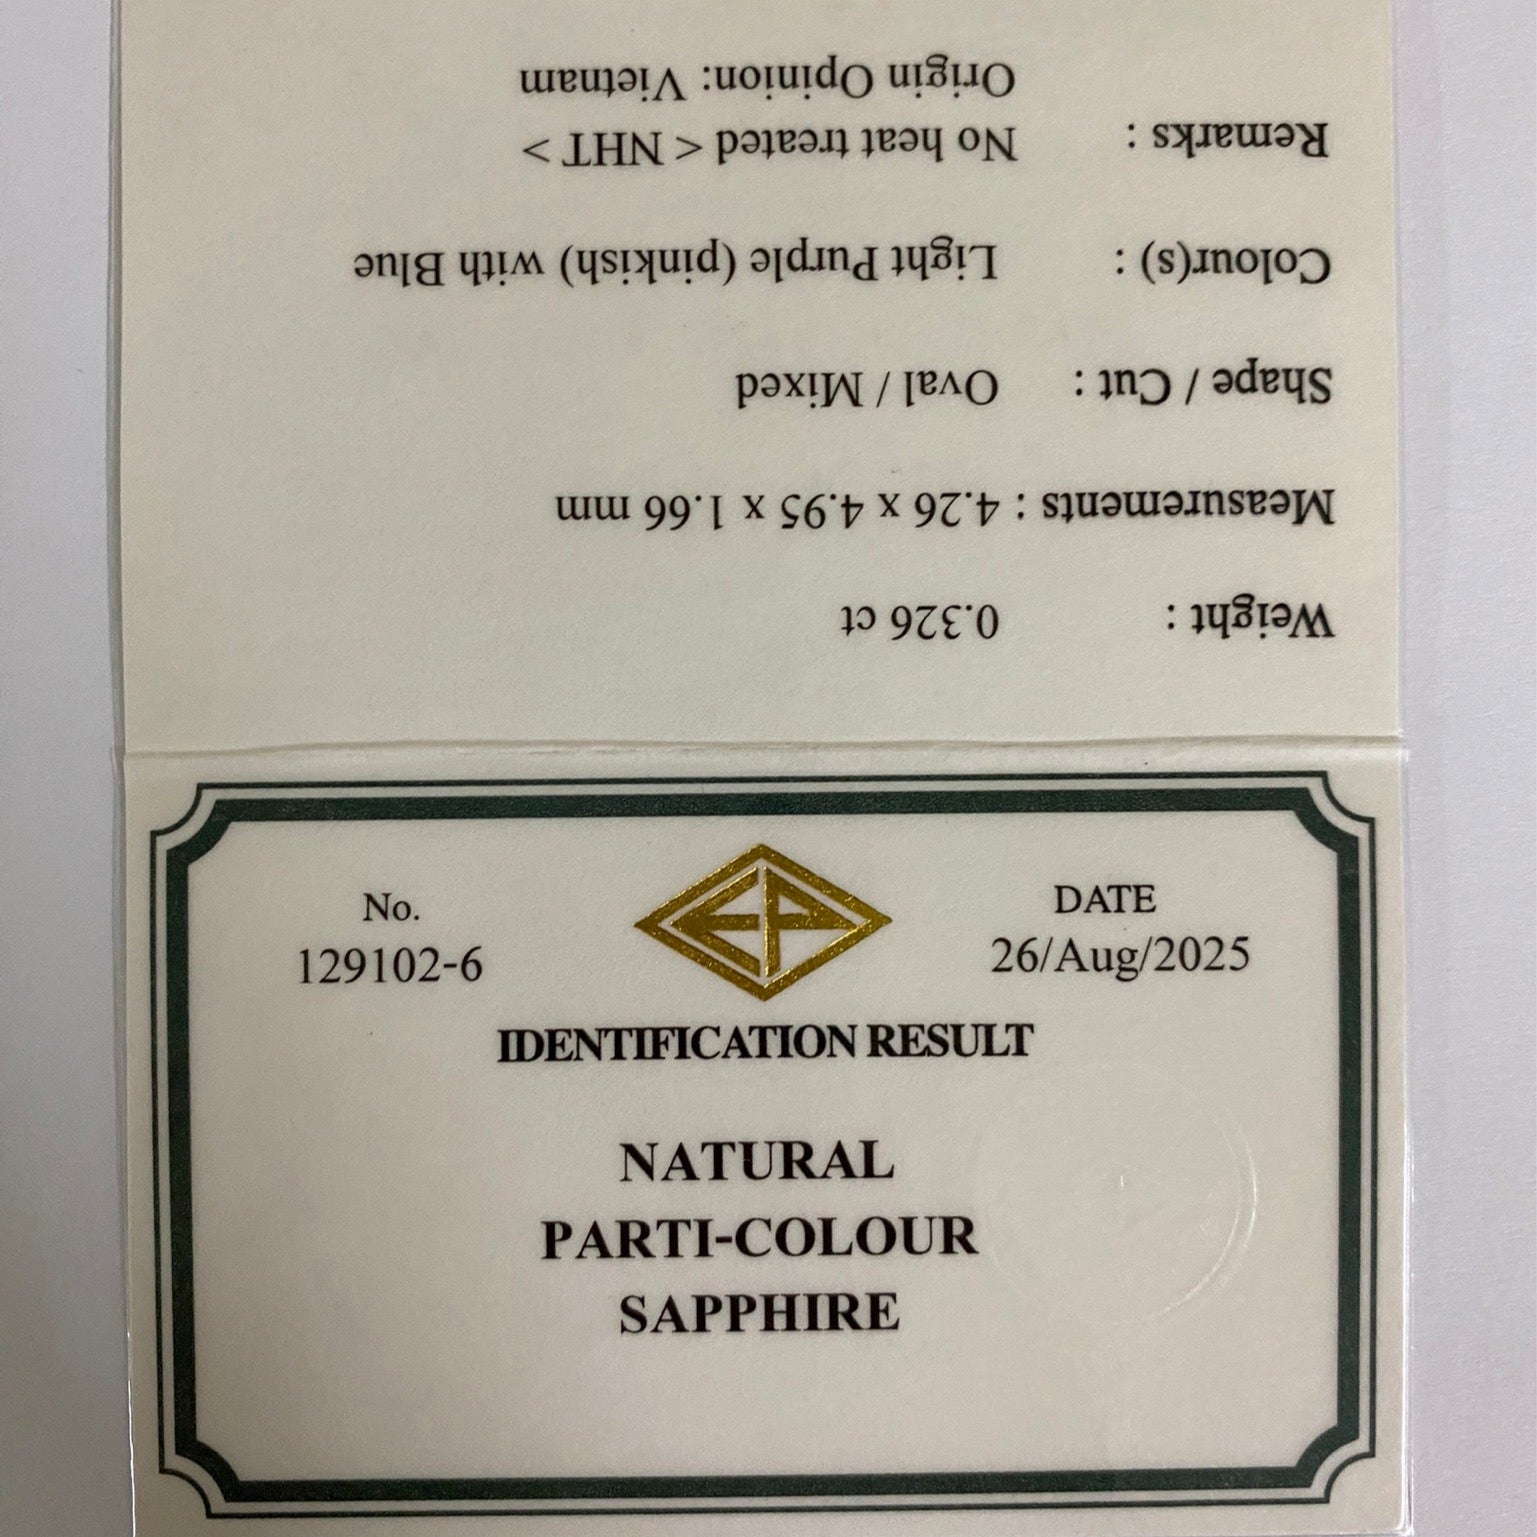 No.
129102-6
EP
DATE
26/Aug/2025
IDENTIFICATION RESULT
NATURAL
PARTI-COLOUR
SAPPHIRE
Weight : 0.326 ct
Measurements : 4.26 x 4.95 x 1.66 mm
Shape / Cut : Oval / Mixed
Colour(s) : Light Purple (pinkish) with Blue
Remarks : No heat treated < NHT >
Origin Opinion: Vietnam